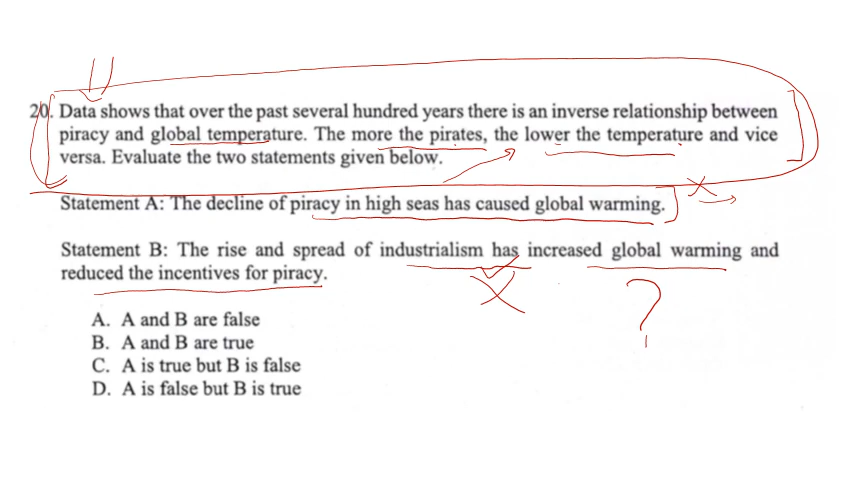 20. Data shows that over the past several hundred years there is an inverse relationship between
piracy and global temperature. The more the pirates, the lower the temperature and vice
versa. Evaluate the two statements given below.
Statement A: The decline of piracy in high seas has caused global warming.
Statement B: The rise and spread of industrialism has increased global warming and
reduced the incentives for piracy.
?
A. A and B are false
B. A and B are true
C. A is true but B is false
D. A is false but B is true